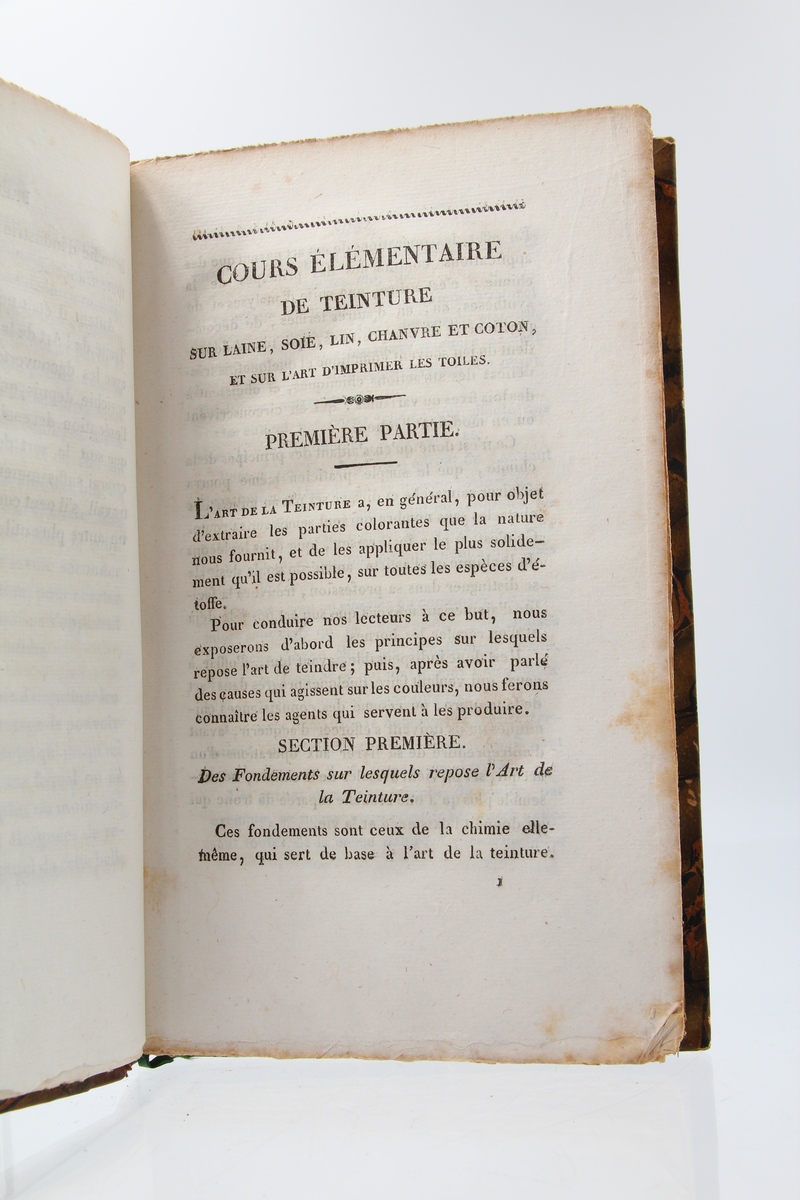 COURS ÉLÉMENTAIRE
DE TEINTURE
SUR LAINE, SOIE, LIN, CHANVRE ET COTON,
ET SUR L'ART D'IMPRIMER LES TOILES.
PREMIÈRE PARTIE.
L'ART DE LA TEINTURE a, en général, pour objet
d'extraire les parties colorantes que la nature
nous fournit, et de les appliquer le plus solide-
ment qu'il est possible, sur toutes les espèces d'é-
toffe.
Pour conduire nos lecteurs à ce but, nous
exposerons d'abord les principes sur lesquels
repose l'art de teindre; puis, après avoir parlé
des causes qui agissent sur les couleurs, nous ferons
connaître les agents qui servent à les produire.
SECTION PREMIÈRE.
Des Fondements sur lesquels repose l'Art de
la Teinture.
Ces fondements sont ceux de la chimie elle-
même, qui sert de base à l'art de la teinture.
1